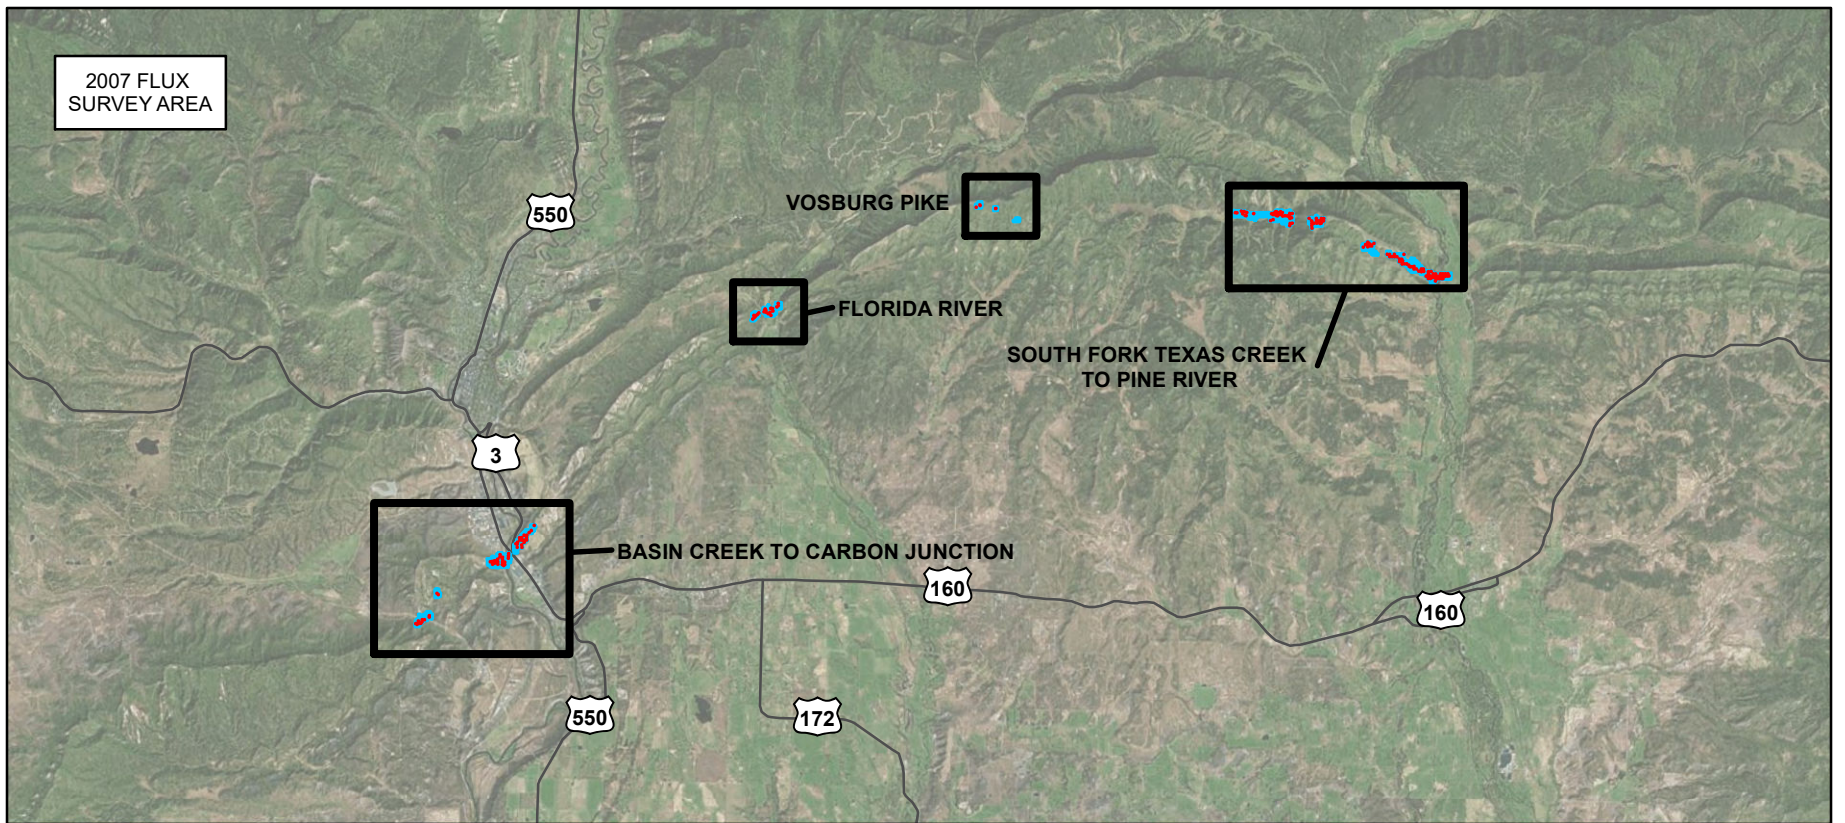 2007 FLUX
SURVEY AREA
550
VOSBURG PIKE
FLORIDA RIVER
SOUTH FORK TEXAS CREEK
TO PINE RIVER
3
BASIN CREEK TO CARBON JUNCTION
160
160
550
172